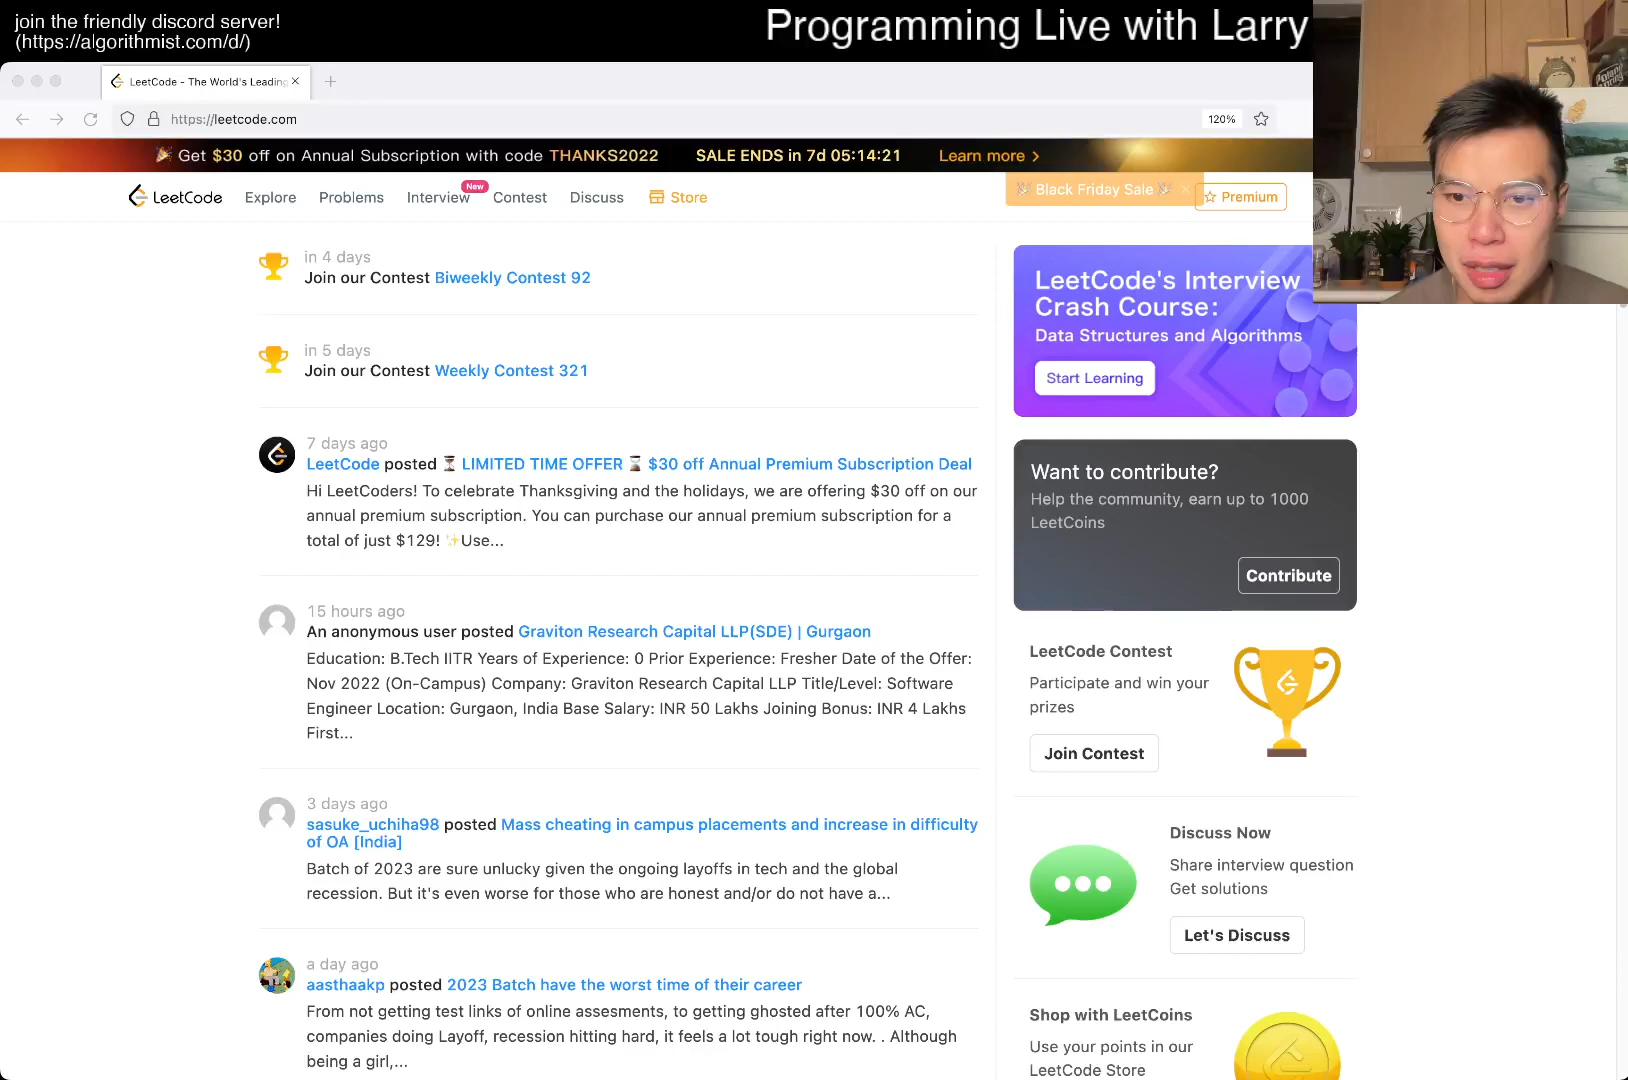 join the friendly discord server!
(https://algorithmist.com/d/)
Programming Live with Larry
LeetCode - The World's Leading
https://leetcode.com
120%
🎉 Get $30 off on Annual Subscription with code THANKS2022 SALE ENDS in 7d 05:14:21 Learn more >
LeetCode
Explore
Problems
Interview
New
Contest
Discuss
Store
🎉 Black Friday Sale 🎉
Premium
in 4 days
Join our Contest Biweekly Contest 92
in 5 days
Join our Contest Weekly Contest 321
7 days ago
LeetCode posted ⏳ LIMITED TIME OFFER ⏳ $30 off Annual Premium Subscription Deal
Hi LeetCoders! To celebrate Thanksgiving and the holidays, we are offering $30 off on our
annual premium subscription. You can purchase our annual premium subscription for a
total of just $129! ✨Use...
15 hours ago
An anonymous user posted Graviton Research Capital LLP(SDE) | Gurgaon
Education: B.Tech IITR Years of Experience: 0 Prior Experience: Fresher Date of the Offer:
Nov 2022 (On-Campus) Company: Graviton Research Capital LLP Title/Level: Software
Engineer Location: Gurgaon, India Base Salary: INR 50 Lakhs Joining Bonus: INR 4 Lakhs
First...
3 days ago
sasuke_uchiha98 posted Mass cheating in campus placements and increase in difficulty
of OA [India]
Batch of 2023 are sure unlucky given the ongoing layoffs in tech and the global
recession. But it's even worse for those who are honest and/or do not have a...
a day ago
aasthaakp posted 2023 Batch have the worst time of their career
From not getting test links of online assesments, to getting ghosted after 100% AC,
companies doing Layoff, recession hitting hard, it feels a lot tough right now. . Although
being a girl,...
LeetCode's Interview
Crash Course:
Data Structures and Algorithms
Start Learning
Want to contribute?
Help the community, earn up to 1000
LeetCoins
Contribute
LeetCode Contest
Participate and win your
prizes
Join Contest
Discuss Now
Share interview question
Get solutions
Let's Discuss
Shop with LeetCoins
Use your points in our
LeetCode Store